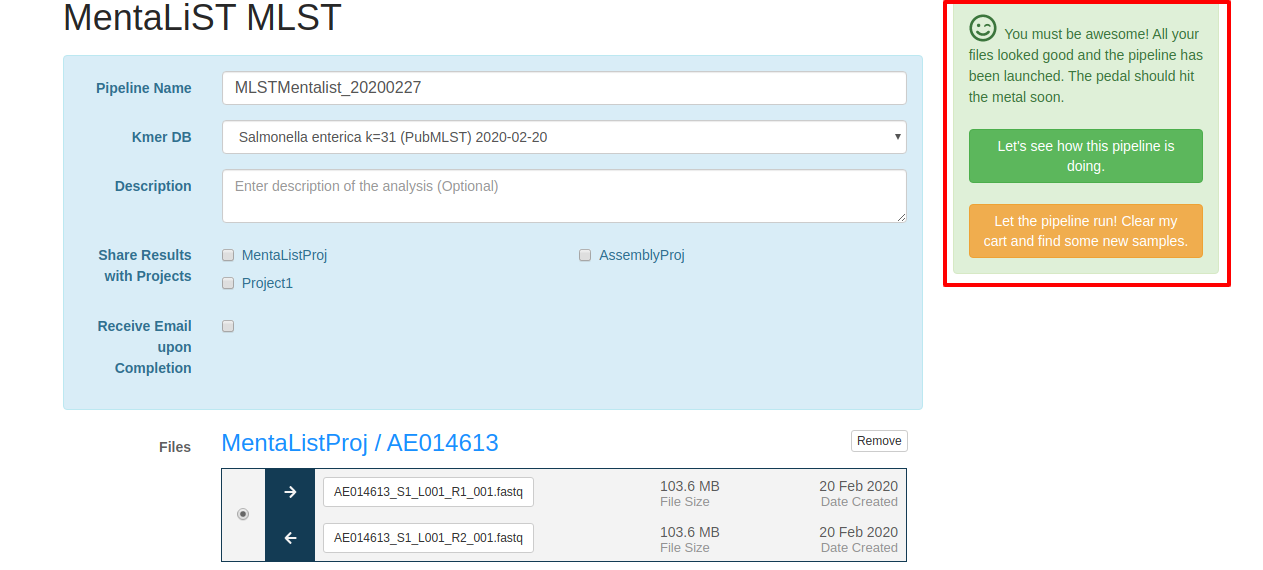 MentaLiST MLST
Pipeline Name
MLSTMentalist_20200227
Kmer DB
Salmonella enterica k=31 (PubMLST) 2020-02-20
Description
Enter description of the analysis (Optional)
Share Results
with Projects
MentaListProj
AssemblyProj
Project1
Receive Email
upon
Completion
Files
MentaListProj / AE014613
Remove
AE014613_S1_L001_R1_001.fastq
103.6 MB
File Size
20 Feb 2020
Date Created
AE014613_S1_L001_R2_001.fastq
103.6 MB
File Size
20 Feb 2020
Date Created
You must be awesome! All your
files looked good and the pipeline has
been launched. The pedal should hit
the metal soon.
Let's see how this pipeline is
doing.
Let the pipeline run! Clear my
cart and find some new samples.